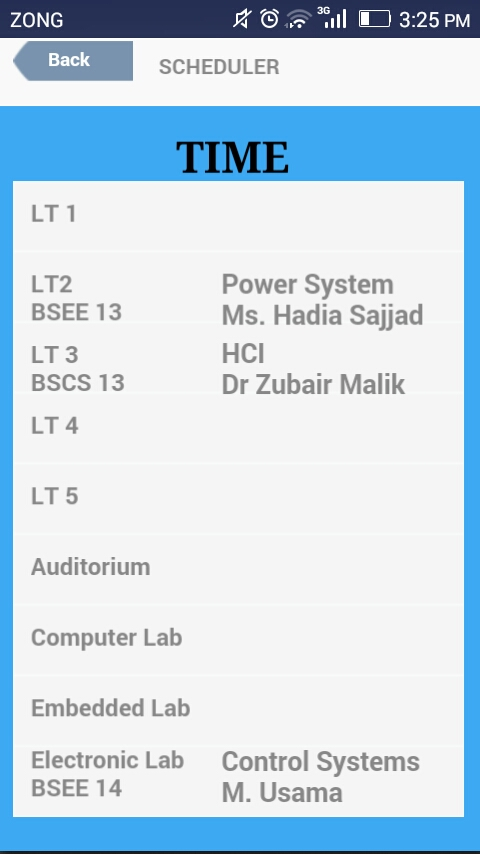 ZONG 3G 3:25 PM
Back SCHEDULER
TIME
LT 1
LT2 Power System
BSEE 13 Ms. Hadia Sajjad
LT 3 HCI
BSCS 13 Dr Zubair Malik
LT 4
LT 5
Auditorium
Computer Lab
Embedded Lab
Electronic Lab Control Systems
BSEE 14 M. Usama